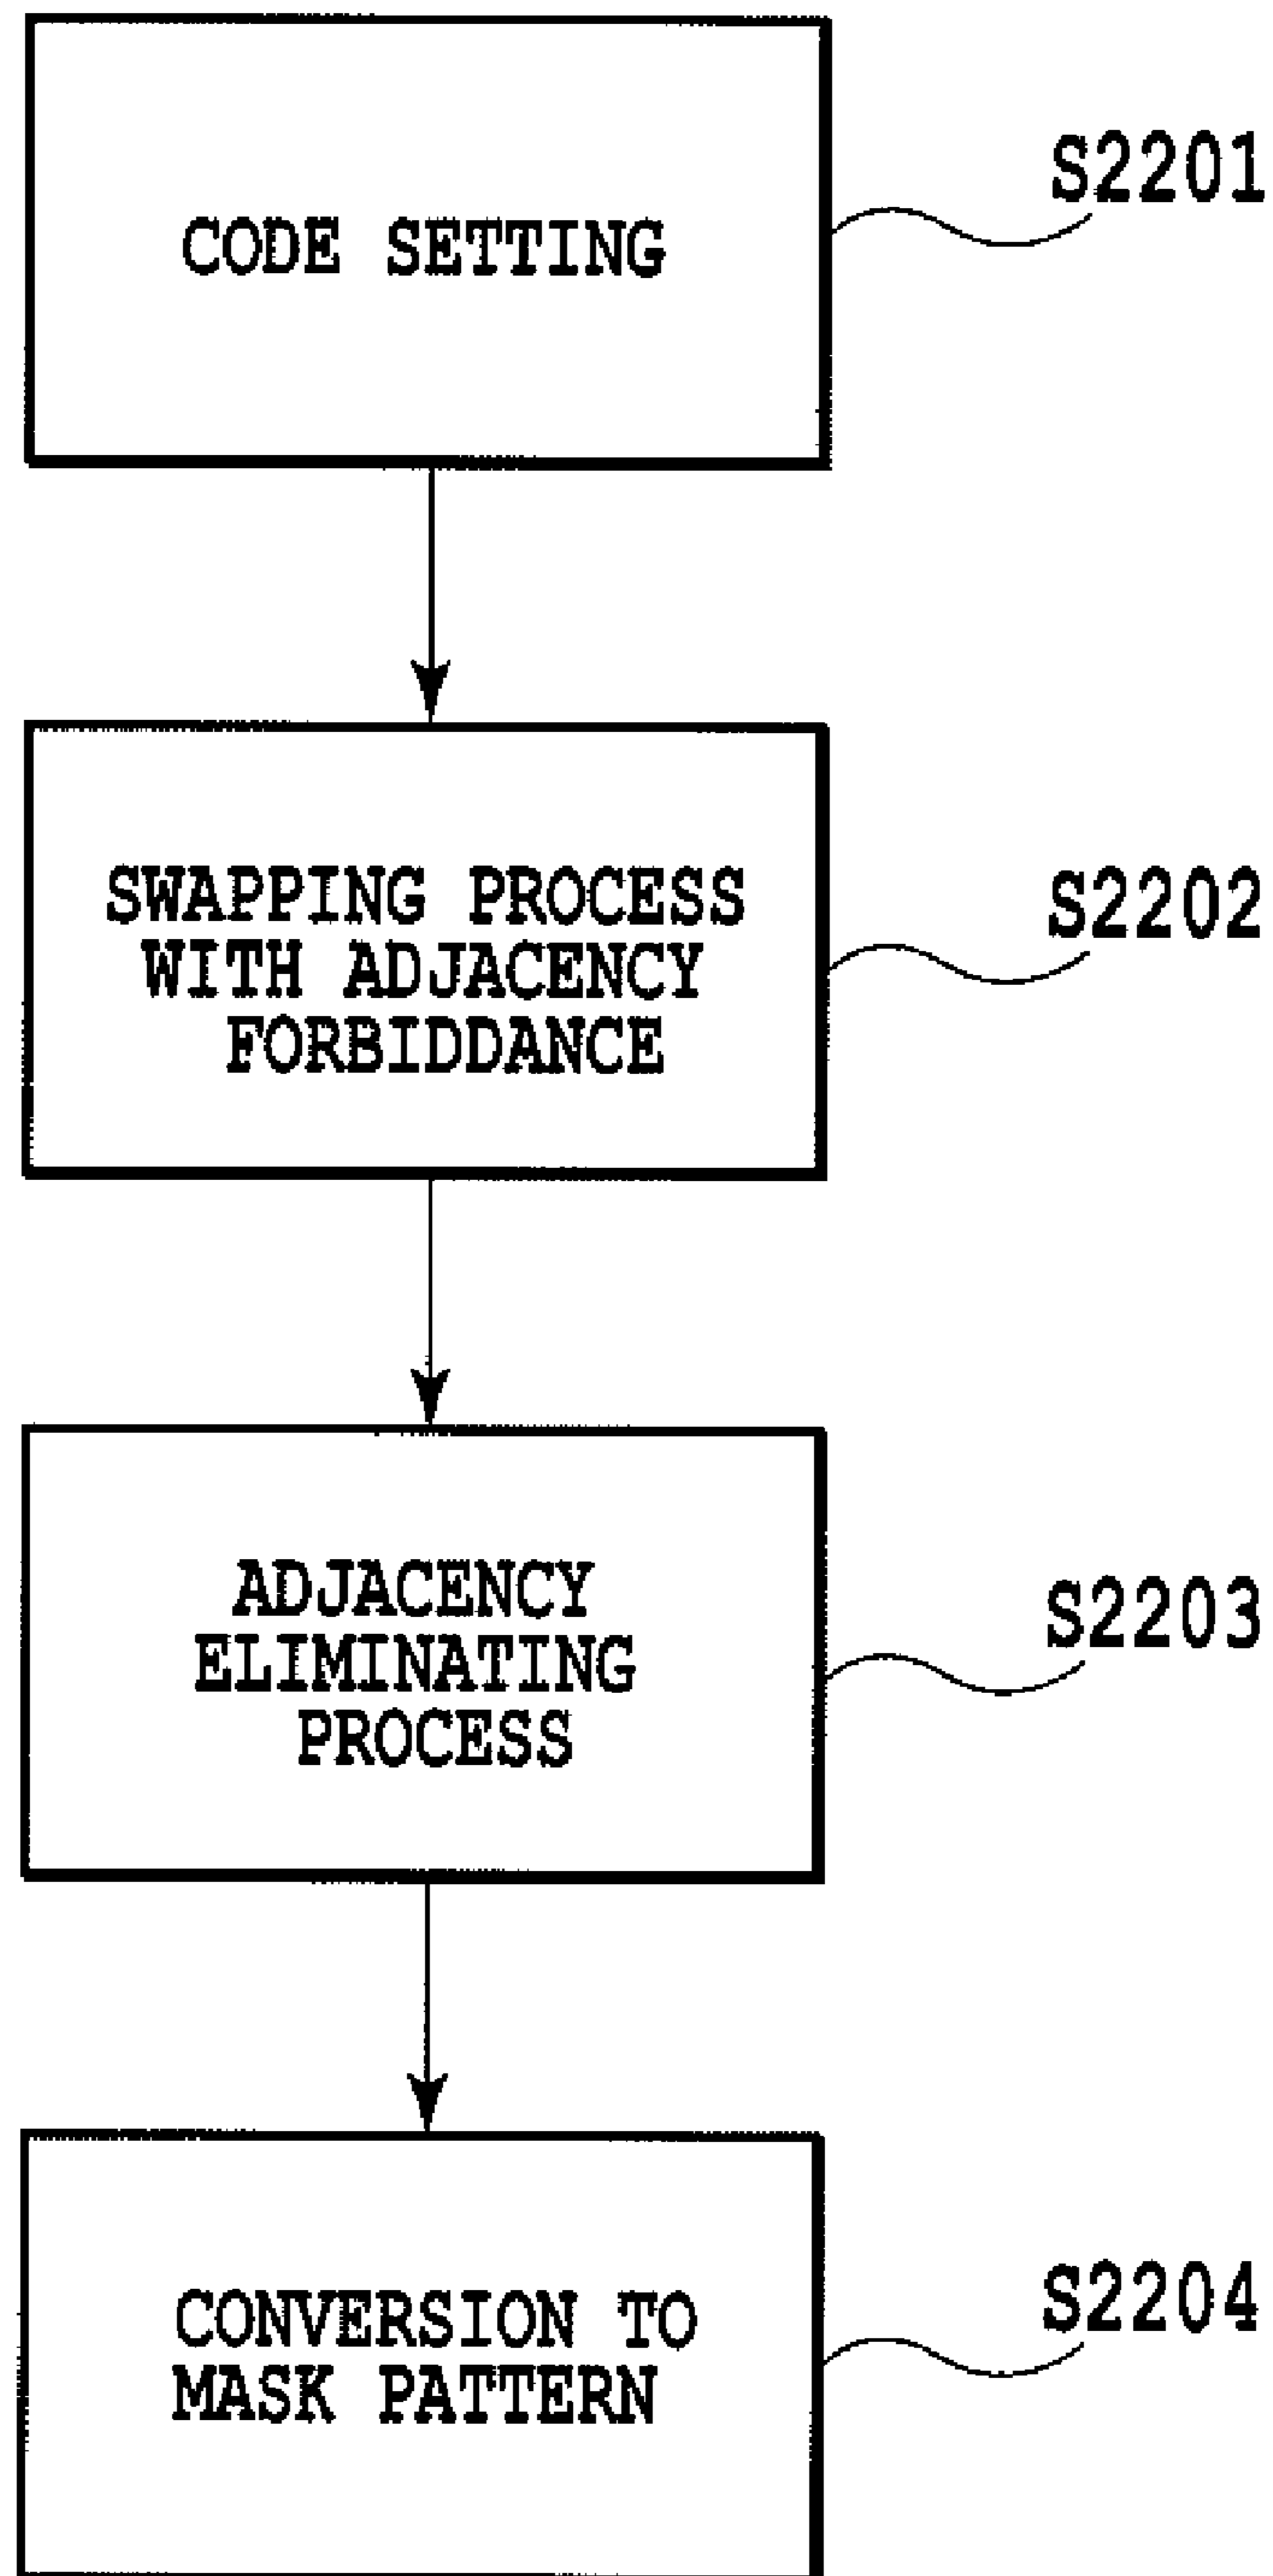 CODE SETTING
S2201
SWAPPING PROCESS
WITH ADJACENCY
FORBIDDANCE
S2202
ADJACENCY
ELIMINATING
PROCESS
S2203
CONVERSION TO
MASK PATTERN
S2204